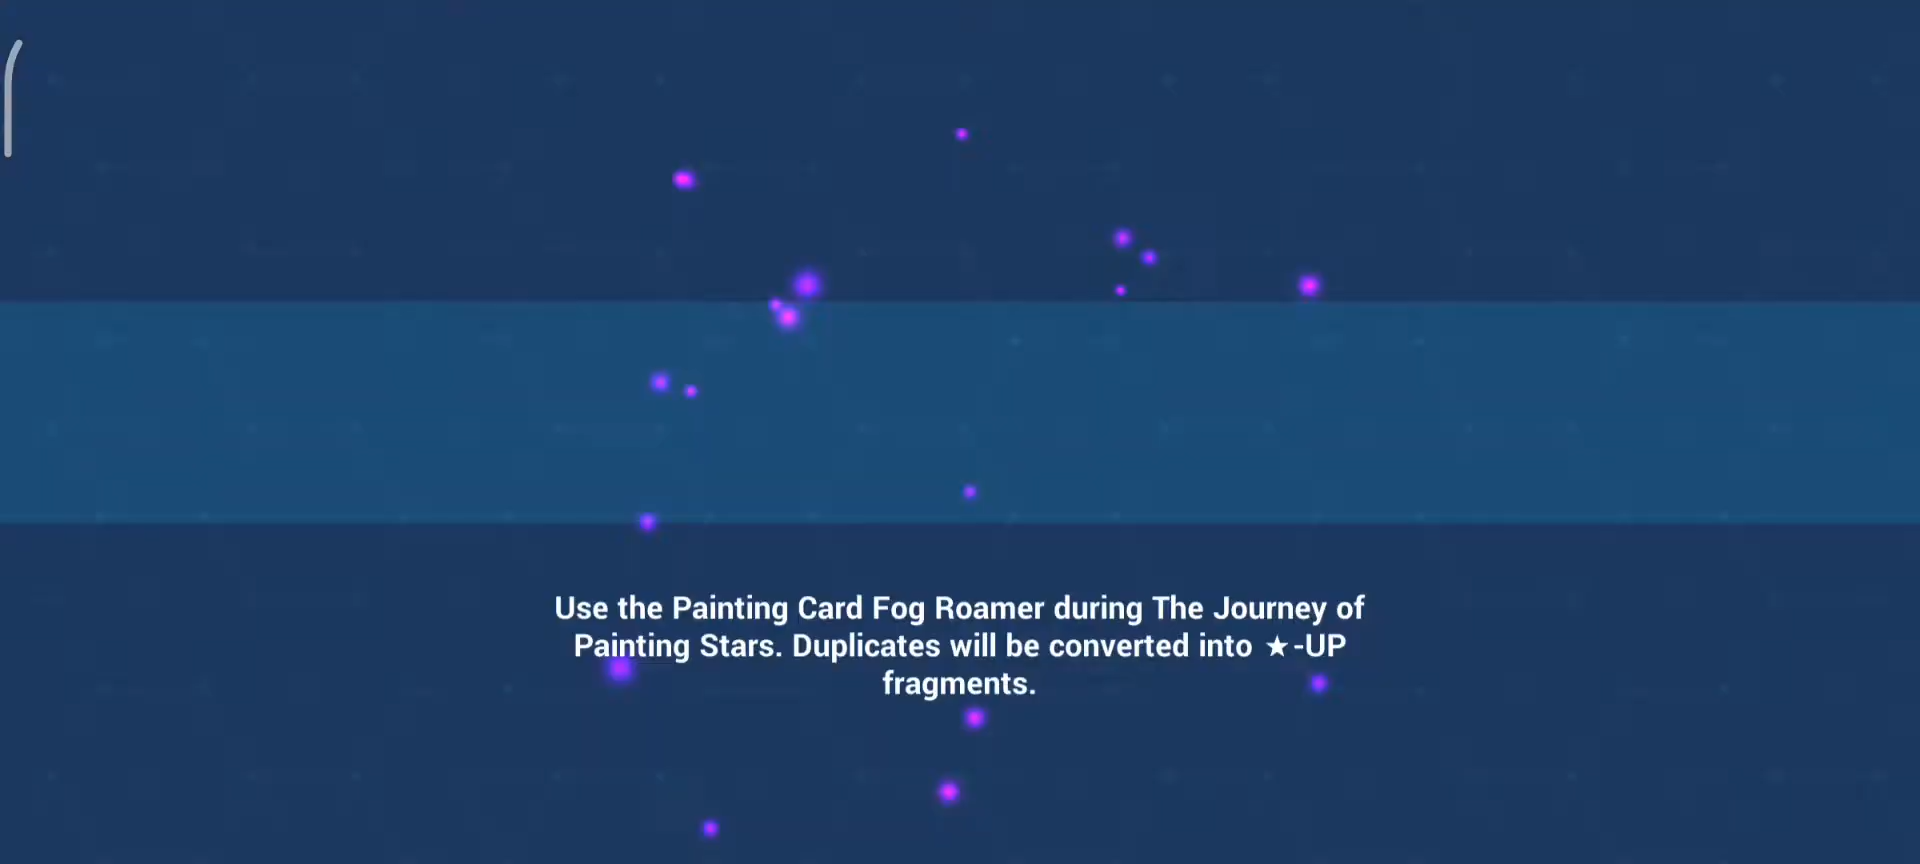 Use the Painting Card Fog Roamer during The Journey of
Painting Stars. Duplicates will be converted into ★-UP
fragments.